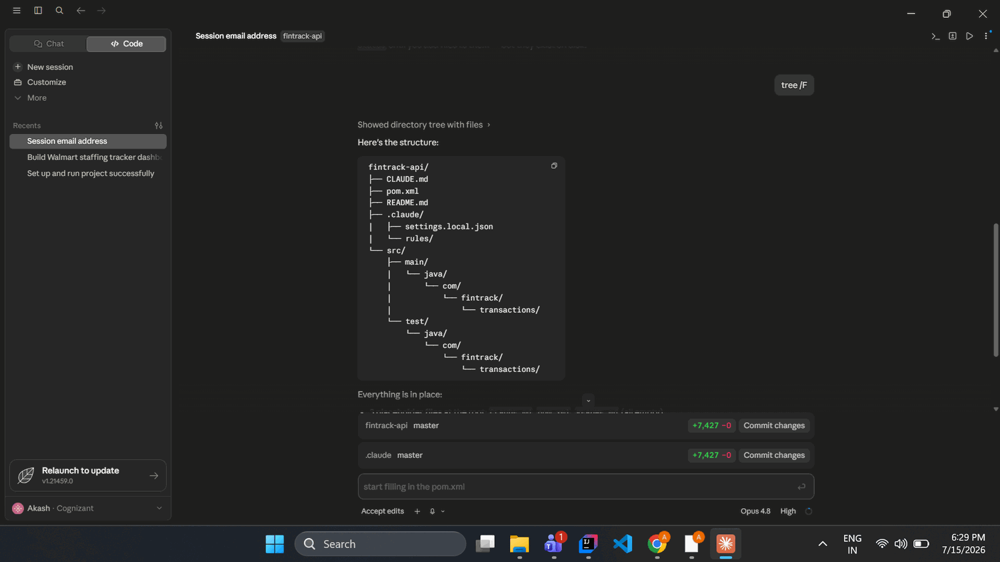 Session email address fintrack-api
Chat
Code
New session
Customize
More
Recents
Session email address
Build Walmart staffing tracker dashb
Set up and run project successfully
tree /F
Showed directory tree with files ›
Here's the structure:
fintrack-api/
├── CLAUDE.md
├── pom.xml
├── README.md
├── .claude/
│   ├── settings.local.json
│   └── rules/
└── src/
    ├── main/
    │   └── java/
    │       └── com/
    │           └── fintrack/
    │               └── transactions/
    └── test/
        └── java/
            └── com/
                └── fintrack/
                    └── transactions/
Everything is in place:
fintrack-api master +7,427 −0 Commit changes
.claude master +7,427 −0 Commit changes
start filling in the pom.xml
Accept edits
Opus 4.8 High
Relaunch to update
v1.21459.0
Akash · Cognizant
Search
1
A
A
ENG
IN
6:29 PM
7/15/2026